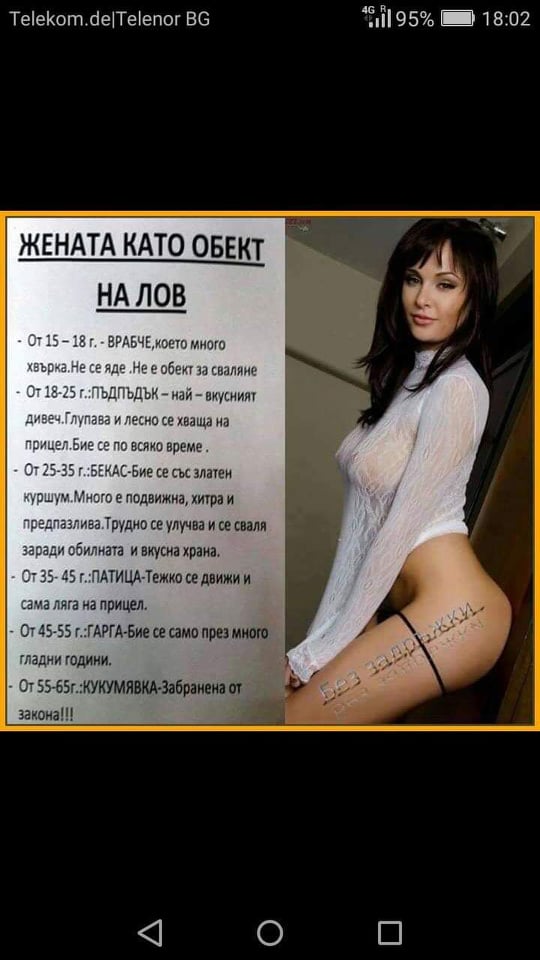 Telekom.de|Telenor BG
4G R 95% 18:02
ЖЕНАТА КАТО ОБЕКТ
НА ЛОВ
- От 15 – 18 г. - ВРАБЧЕ,което много
хвърка.Не се яде .Не е обект за сваляне
- От 18-25 г.:ПЪДПЪДЪК – най – вкусният
дивеч.Глупава и лесно се хваща на
прицел.Бие се по всяко време .
- От 25-35 г.:БЕКАС-Бие се със златен
куршум.Много е подвижна, хитра и
предпазлива.Трудно се улучва и се сваля
заради обилната и вкусна храна.
- От 35- 45 г.:ПАТИЦА-Тежко се движи и
сама ляга на прицел.
- От 45-55 г.:ГАРГА-Бие се само през много
гладни години.
- От 55-65г.:КУКУМЯВКА-Забранена от
закона!!!
Без задръжки